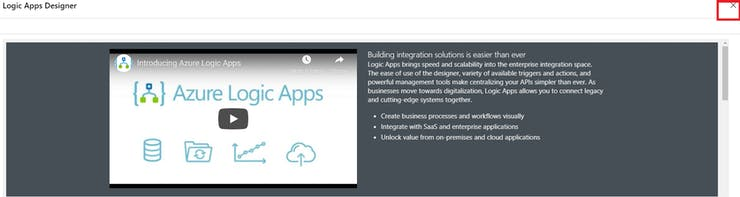 Logic Apps Designer
Introducing Azure Logic Apps
Azure Logic Apps
Building integration solutions is easier than ever
Logic Apps brings speed and scalability into the enterprise integration space.
The ease of use of the designer, variety of available triggers and actions, and
powerful management tools make centralizing your APIs simpler than ever. As
businesses move towards digitalization, Logic Apps allows you to connect legacy
and cutting-edge systems together.
• Create business processes and workflows visually
• Integrate with SaaS and enterprise applications
• Unlock value from on-premises and cloud applications